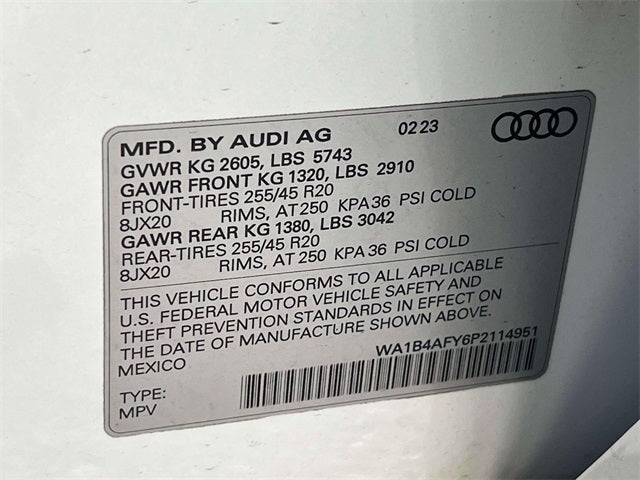 MFD. BY AUDI AG 02 23
GVWR KG 2605, LBS 5743
GAWR FRONT KG 1320, LBS 2910
FRONT-TIRES 255/45 R20
8JX20 RIMS, AT 250 KPA 36 PSI COLD
GAWR REAR KG 1380, LBS 3042
REAR-TIRES 255/45 R20
8JX20 RIMS, AT 250 KPA 36 PSI COLD
THIS VEHICLE CONFORMS TO ALL APPLICABLE
U.S. FEDERAL MOTOR VEHICLE SAFETY AND
THEFT PREVENTION STANDARDS IN EFFECT ON
THE DATE OF MANUFACTURE SHOWN ABOVE.
MEXICO WA1B4AFY6P2114951
TYPE:
MPV